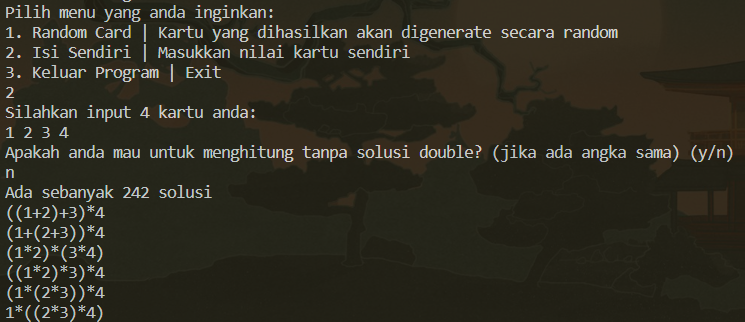 Pilih menu yang anda inginkan:
1. Random Card | Kartu yang dihasilkan akan digenerate secara random
2. Isi Sendiri | Masukkan nilai kartu sendiri
3. Keluar Program | Exit
2
Silahkan input 4 kartu anda:
1 2 3 4
Apakah anda mau untuk menghitung tanpa solusi double? (jika ada angka sama) (y/n)
n
Ada sebanyak 242 solusi
((1+2)+3)*4
(1+(2+3))*4
(1*2)*(3*4)
((1*2)*3)*4
(1*(2*3))*4
1*((2*3)*4)